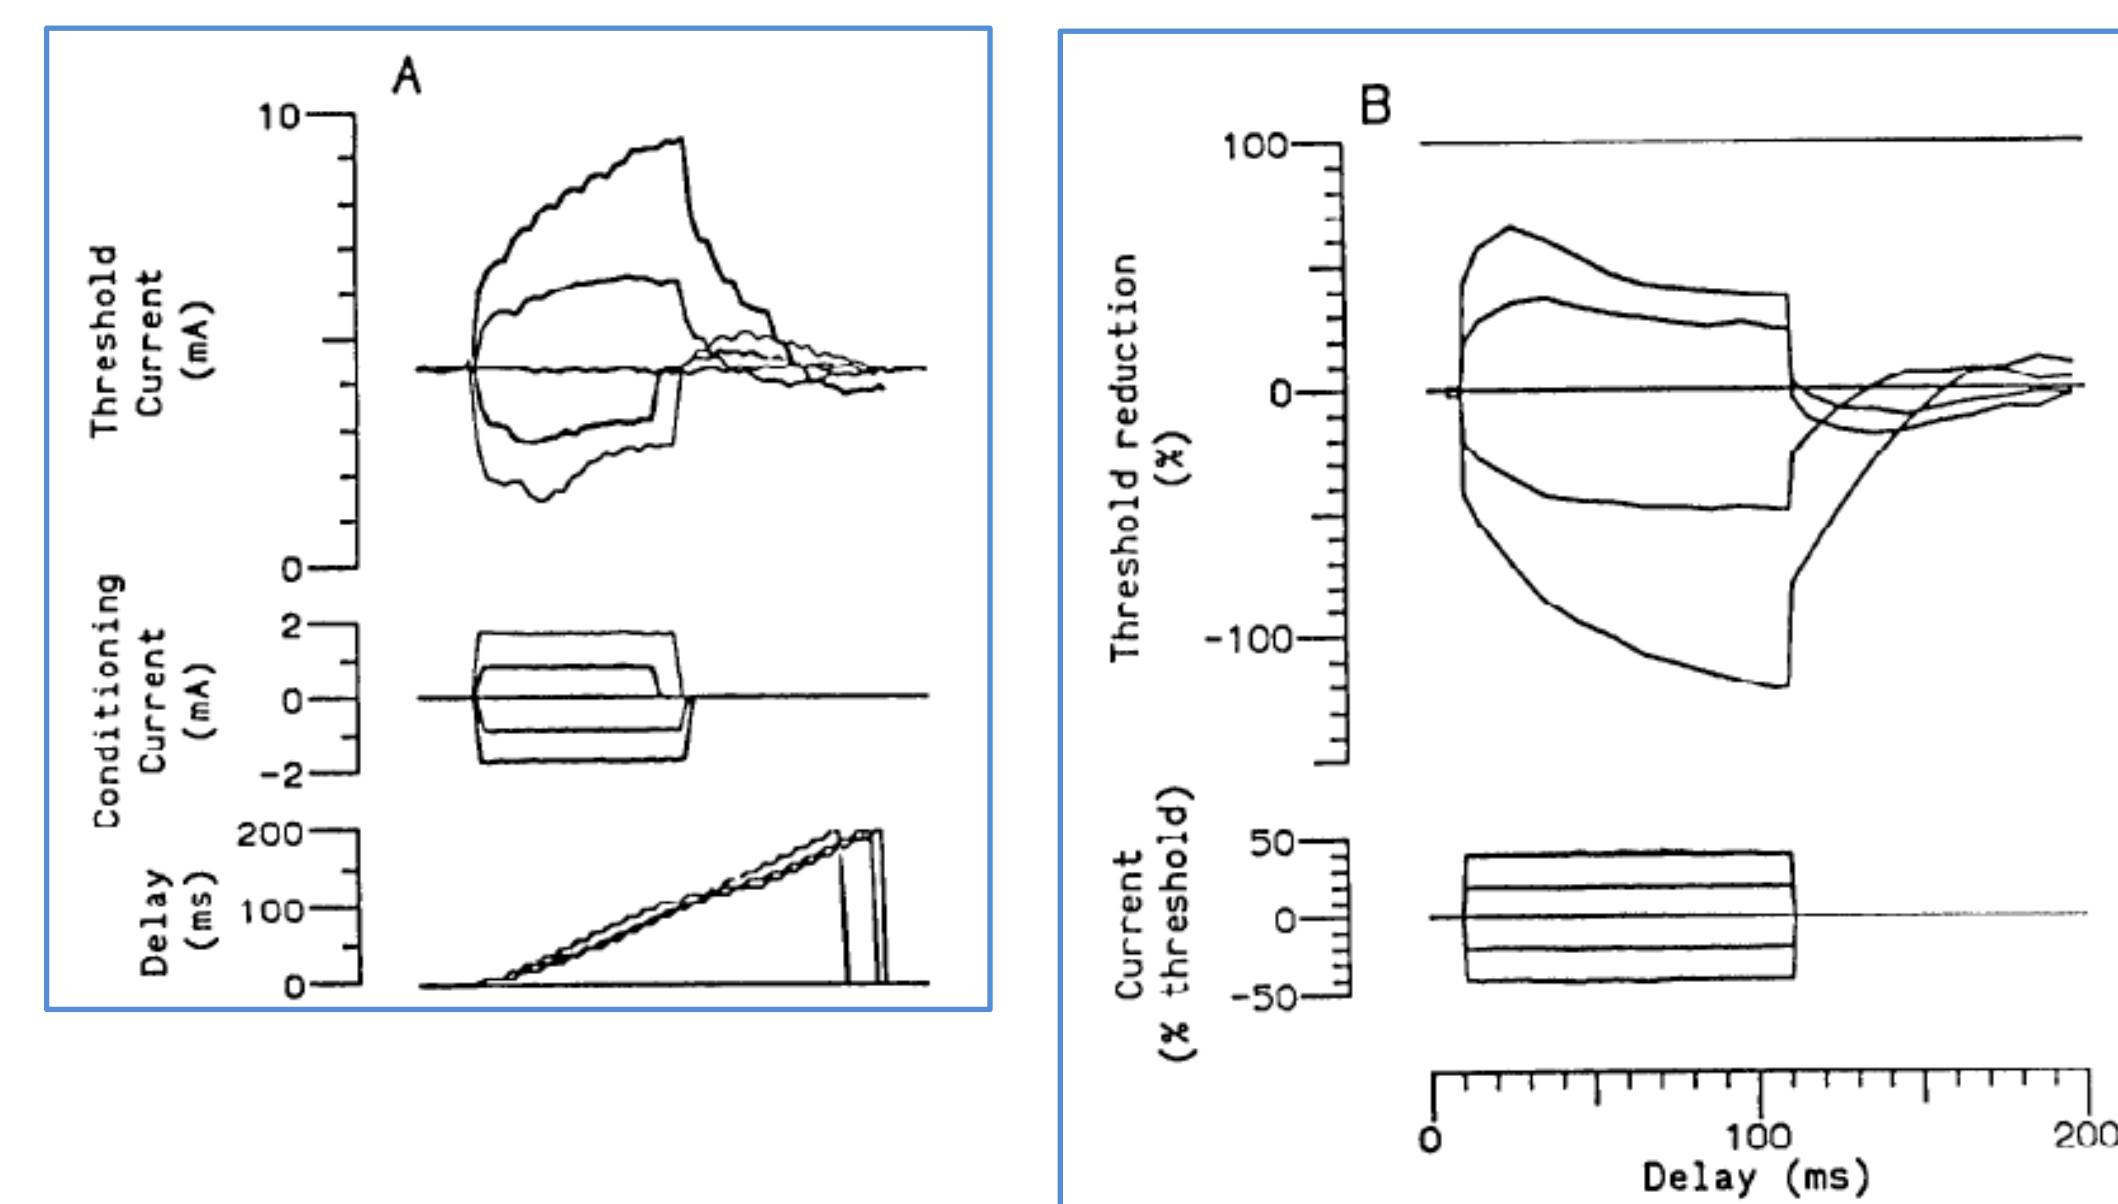 A
10
0
Threshold
Current
(mA)
2
0
-2
Conditioning
Current
(mA)
200
100
0
Delay
(ms)
B
100
0
-100
Threshold reduction
(%)
50
0
-50
Current
(% threshold)
0 100 200
Delay (ms)